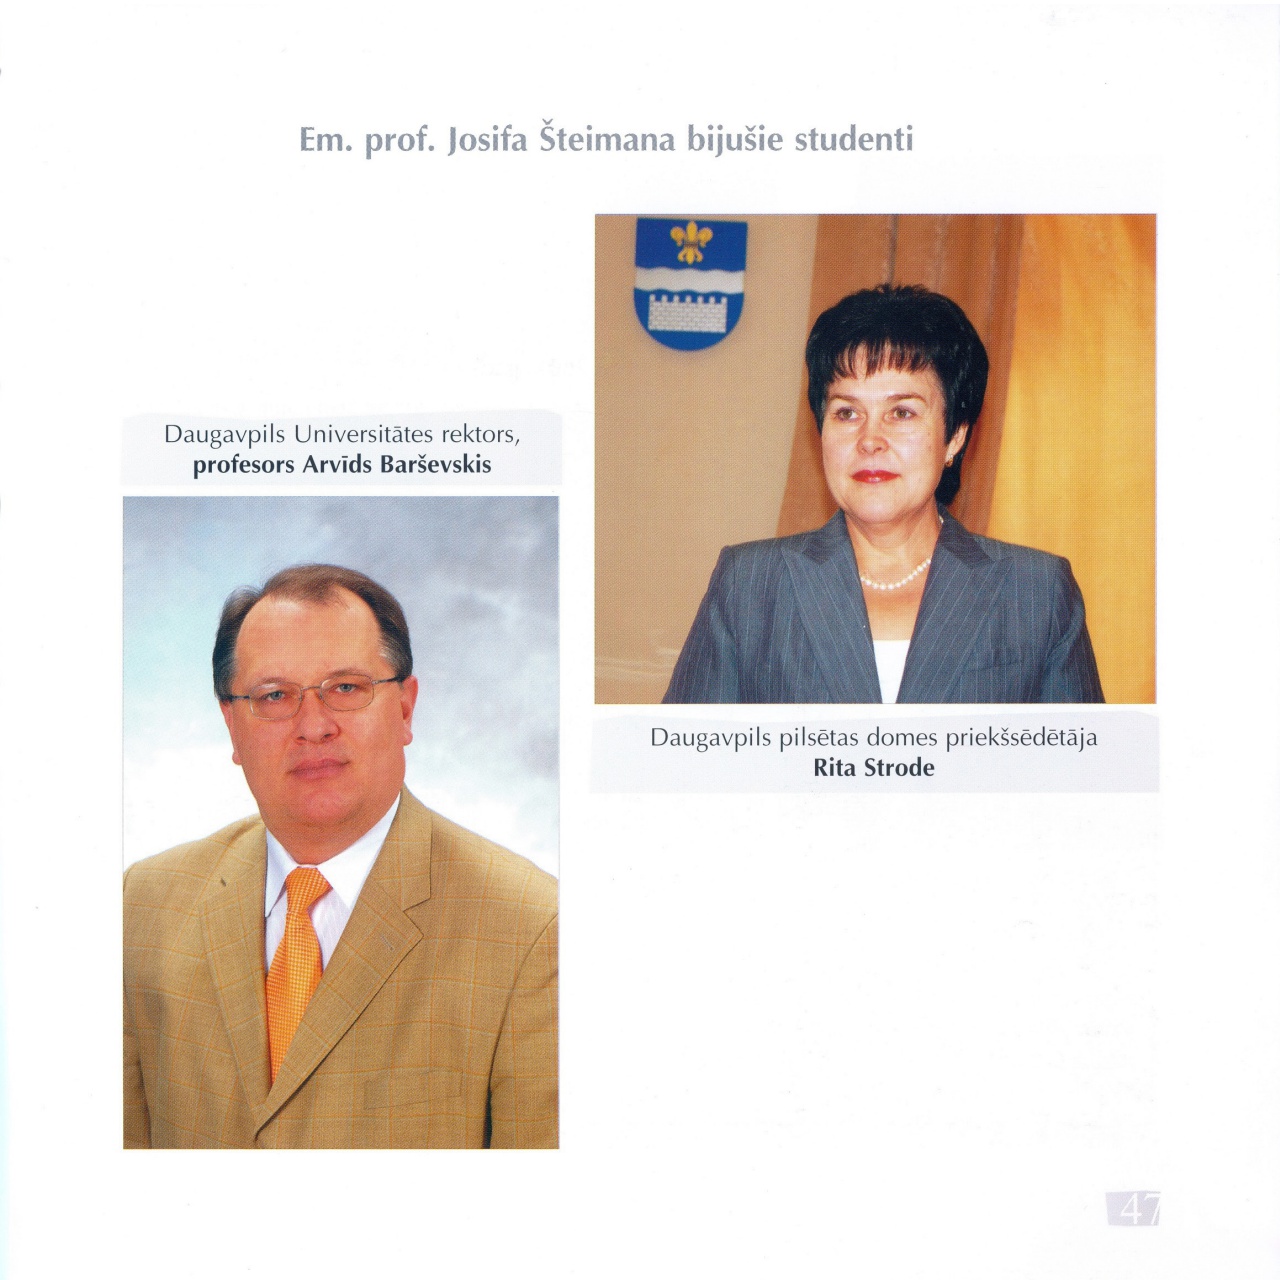 Em. prof. Josifa Šteimana bijušie studenti
Daugavpils Universitātes rektors,
profesors Arvīds Barševskis
Daugavpils pilsētas domes priekšsēdētāja
Rita Strode
47